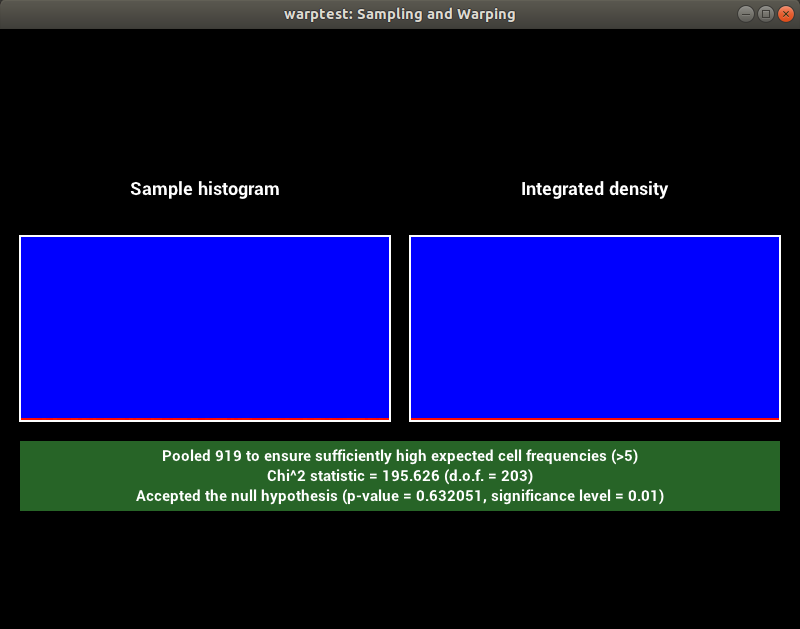 warptest: Sampling and Warping
Sample histogram
Integrated density
Pooled 919 to ensure sufficiently high expected cell frequencies (>5)
Chi^2 statistic = 195.626 (d.o.f. = 203)
Accepted the null hypothesis (p-value = 0.632051, significance level = 0.01)